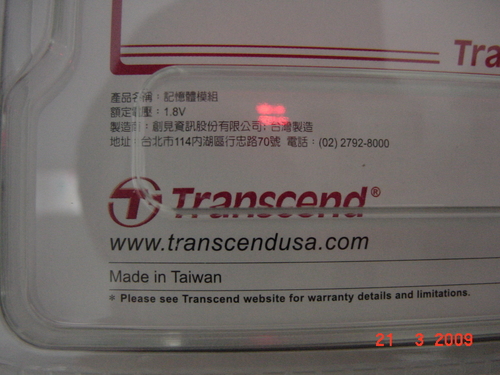 Tra
產品名稱：記憶體模組
額定電壓：1.8V
製造商：創見資訊股份有限公司；台灣製造
地址：台北市114內湖區行忠路70號 電話：(02) 2792-8000
Transcend®
www.transcendusa.com
Made in Taiwan
* Please see Transcend website for warranty details and limitations.
21 3 2009